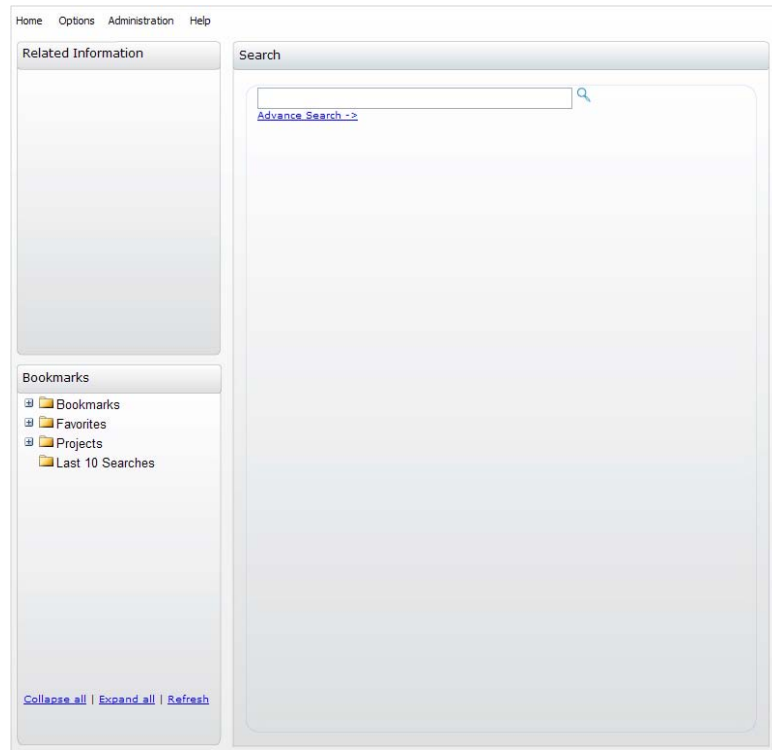 Home Options Administration Help
Related Information
Search
Advance Search ->
Bookmarks
Bookmarks
Favorites
Projects
Last 10 Searches
Collapse all | Expand all | Refresh